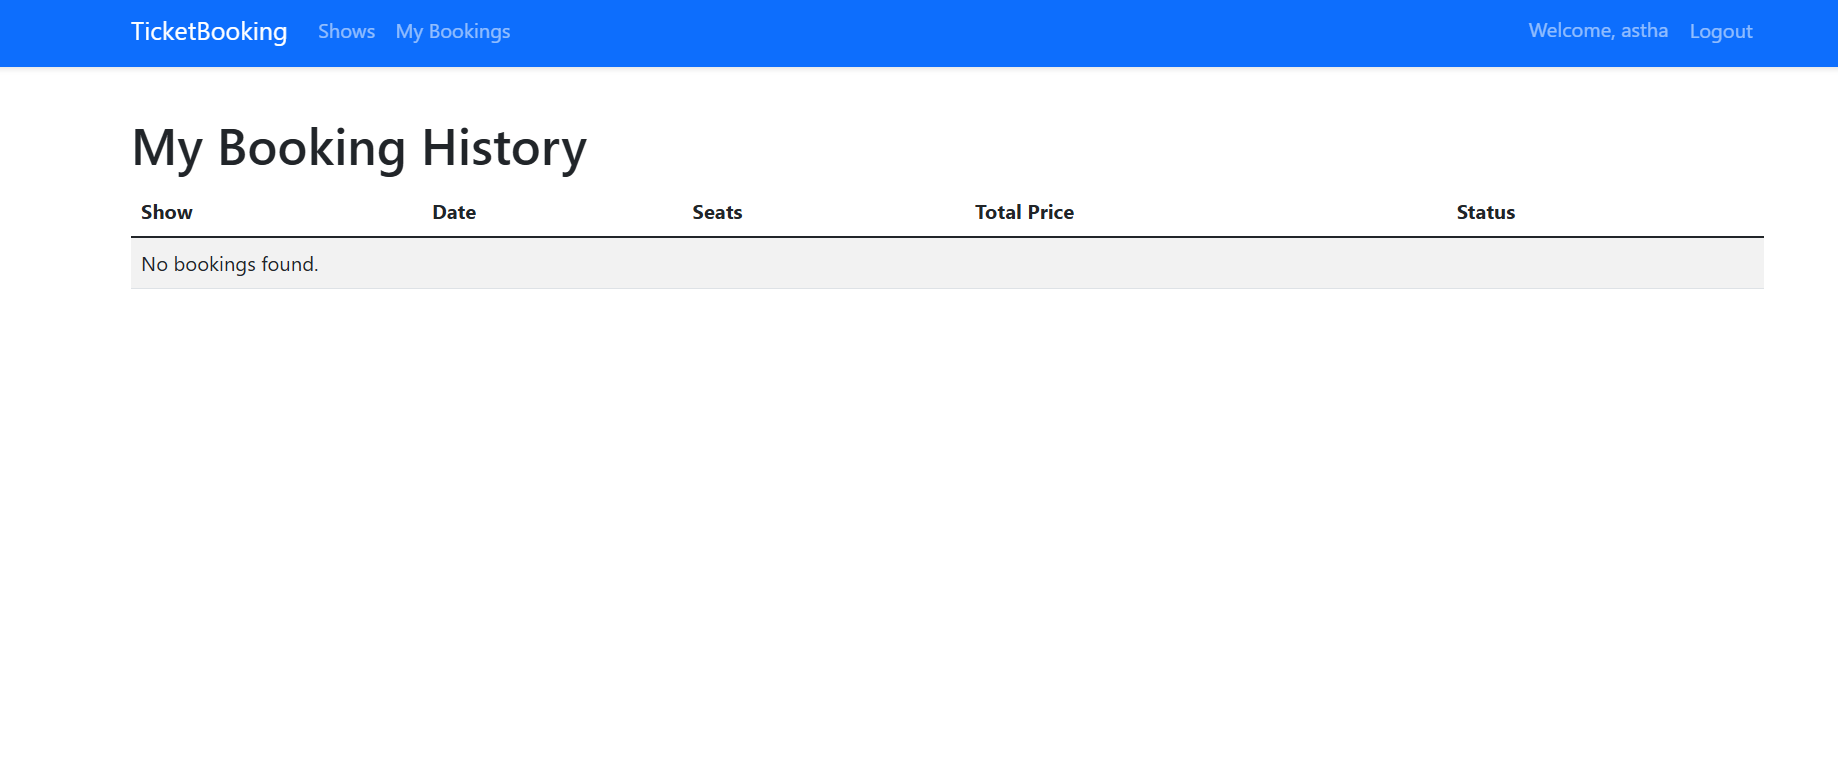 TicketBooking Shows My Bookings Welcome, astha Logout
My Booking History
Show Date Seats Total Price Status
No bookings found.